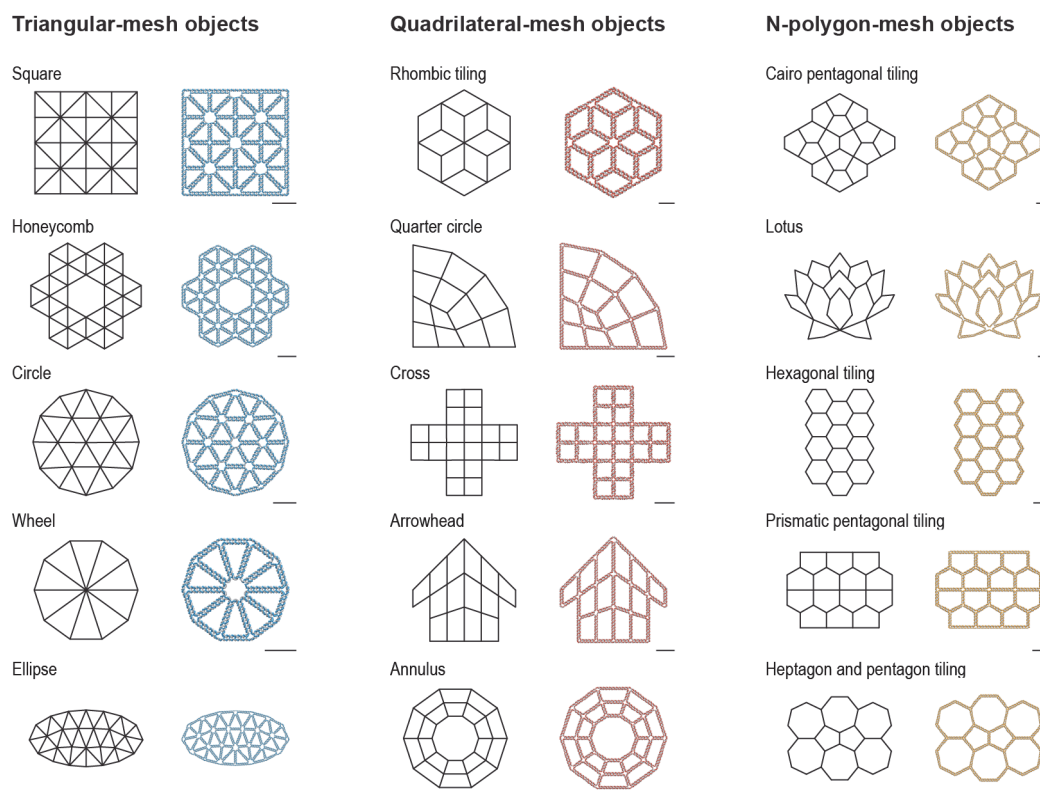 Triangular-mesh objects
Quadrilateral-mesh objects
N-polygon-mesh objects
Square
Rhombic tiling
Cairo pentagonal tiling
Honeycomb
Quarter circle
Lotus
Circle
Cross
Hexagonal tiling
Wheel
Arrowhead
Prismatic pentagonal tiling
Ellipse
Annulus
Heptagon and pentagon tiling